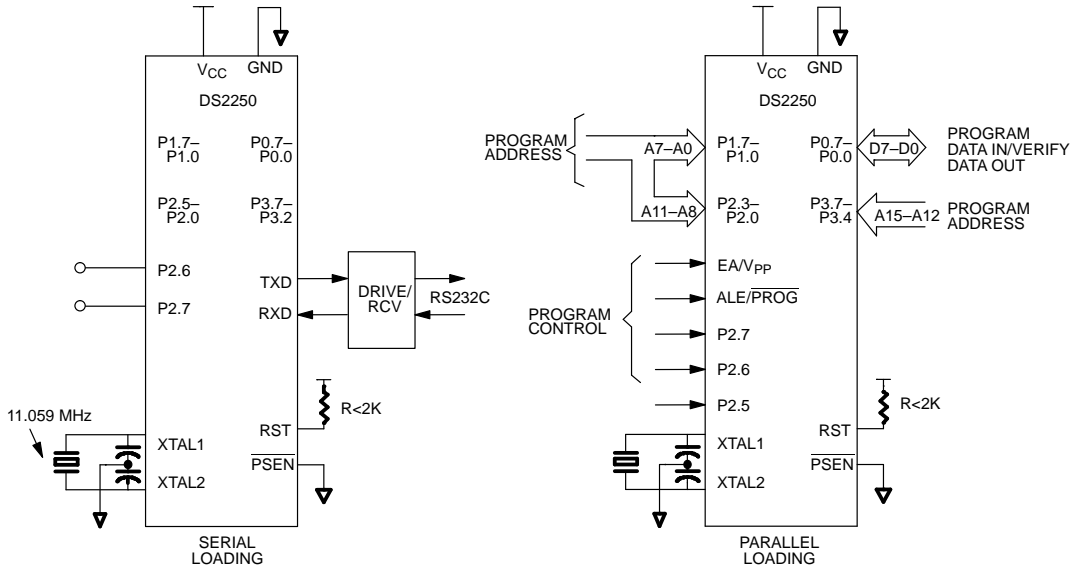 VCC
GND
DS2250
P1.7–
P1.0
P0.7–
P0.0
P2.5–
P2.0
P3.7–
P3.2
P2.6
P2.7
TXD
RXD
DRIVE/
RCV
RS232C
11.059 MHz
R<2K
RST
XTAL1
PSEN
XTAL2
SERIAL
LOADING
VCC
GND
DS2250
PROGRAM
ADDRESS
A7–A0
P1.7–
P1.0
P0.7–
P0.0
D7–D0
PROGRAM
DATA IN/VERIFY
DATA OUT
A11–A8
P2.3–
P2.0
P3.7–
P3.4
A15–A12
PROGRAM
ADDRESS
PROGRAM
CONTROL
EA/VPP
ALE/PROG
P2.7
P2.6
P2.5
R<2K
RST
XTAL1
PSEN
XTAL2
PARALLEL
LOADING